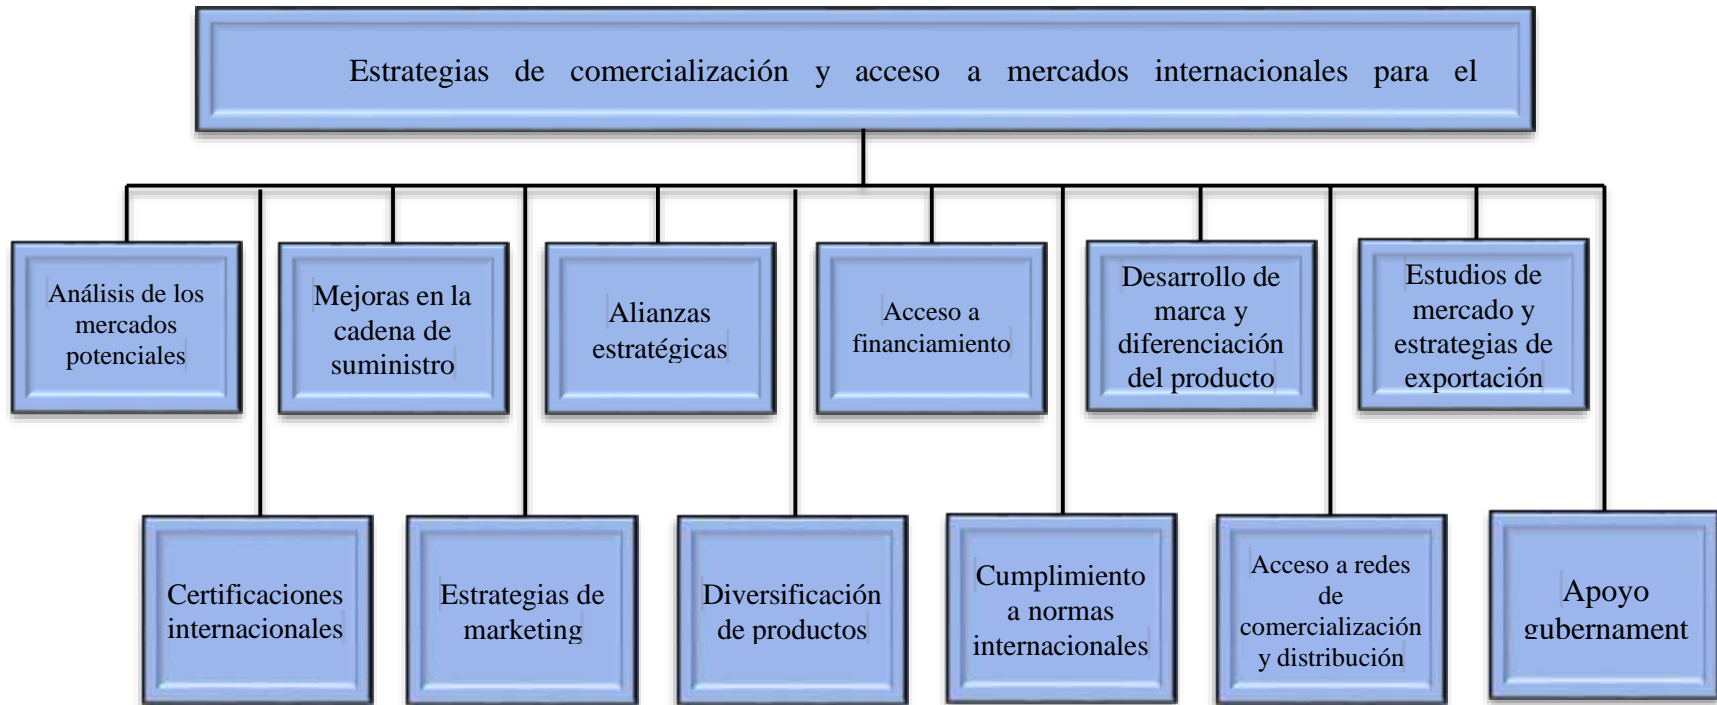 Estrategias de comercialización y acceso a mercados internacionales para el
Análisis de los
mercados
potenciales
Mejoras en la
cadena de
suministro
Alianzas
estratégicas
Acceso a
financiamiento
Desarrollo de
marca y
diferenciación
del producto
Estudios de
mercado y
estrategias de
exportación
Certificaciones
internacionales
Estrategias de
marketing
Diversificación
de productos
Cumplimiento
a normas
internacionales
Acceso a redes
de
comercialización
y distribución
Apoyo
gubernament